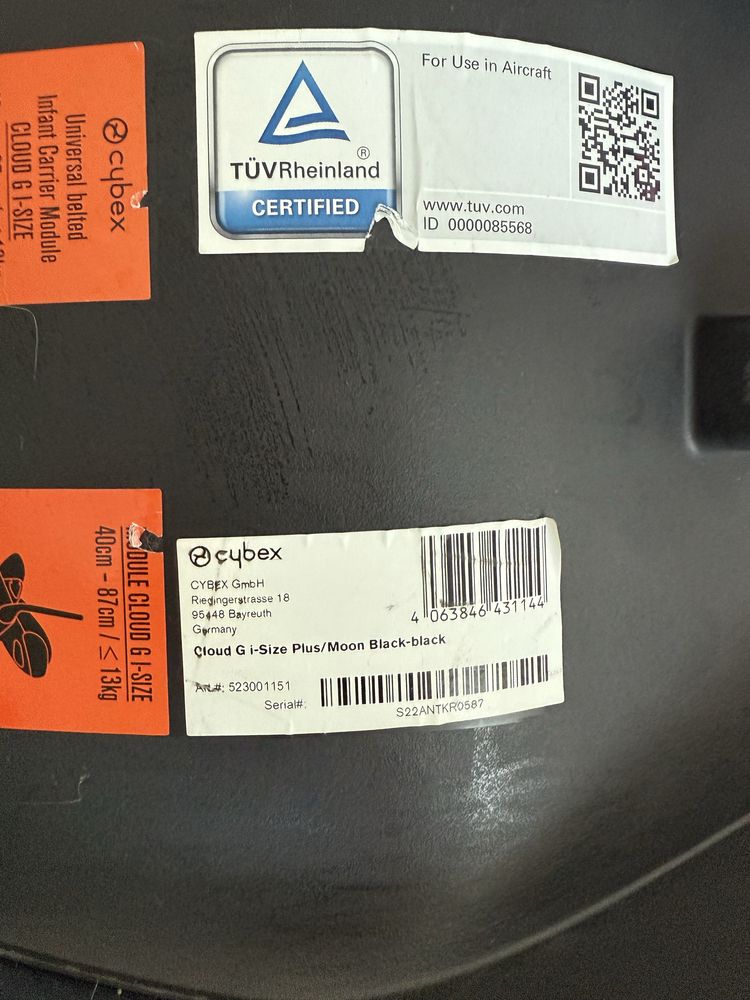 For Use in Aircraft
TÜVRheinland®
CERTIFIED
www.tuv.com
ID 0000085568
cybex
Universal belted
Infant Carrier Module
CLOUD G I-SIZE
MODULE CLOUD G I-SIZE
40cm - 87cm / ≤ 13kg
cybex
CYBEX GmbH
Riedingerstrasse 18
95448 Bayreuth
Germany
4 063846 431144
Cloud G i-Size Plus/Moon Black-black
Art.#: 523001151
Serial#:
S22ANTKR0587